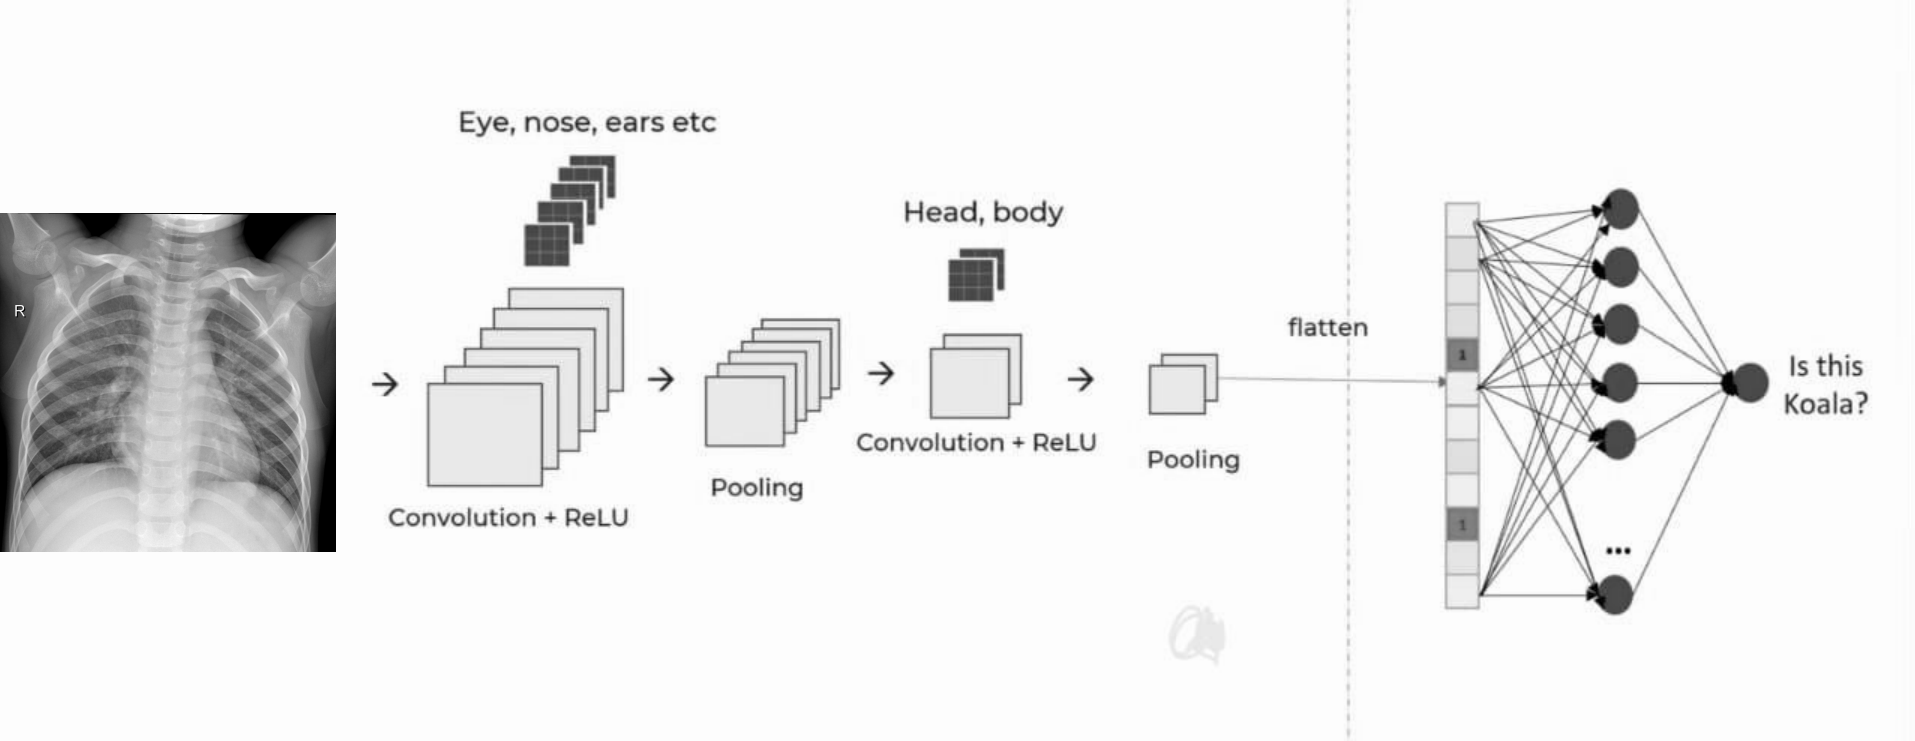 Eye, nose, ears etc
Head, body
R
flatten
1
Is this
Koala?
Convolution + ReLU
Pooling
Convolution + ReLU
Pooling
1
...